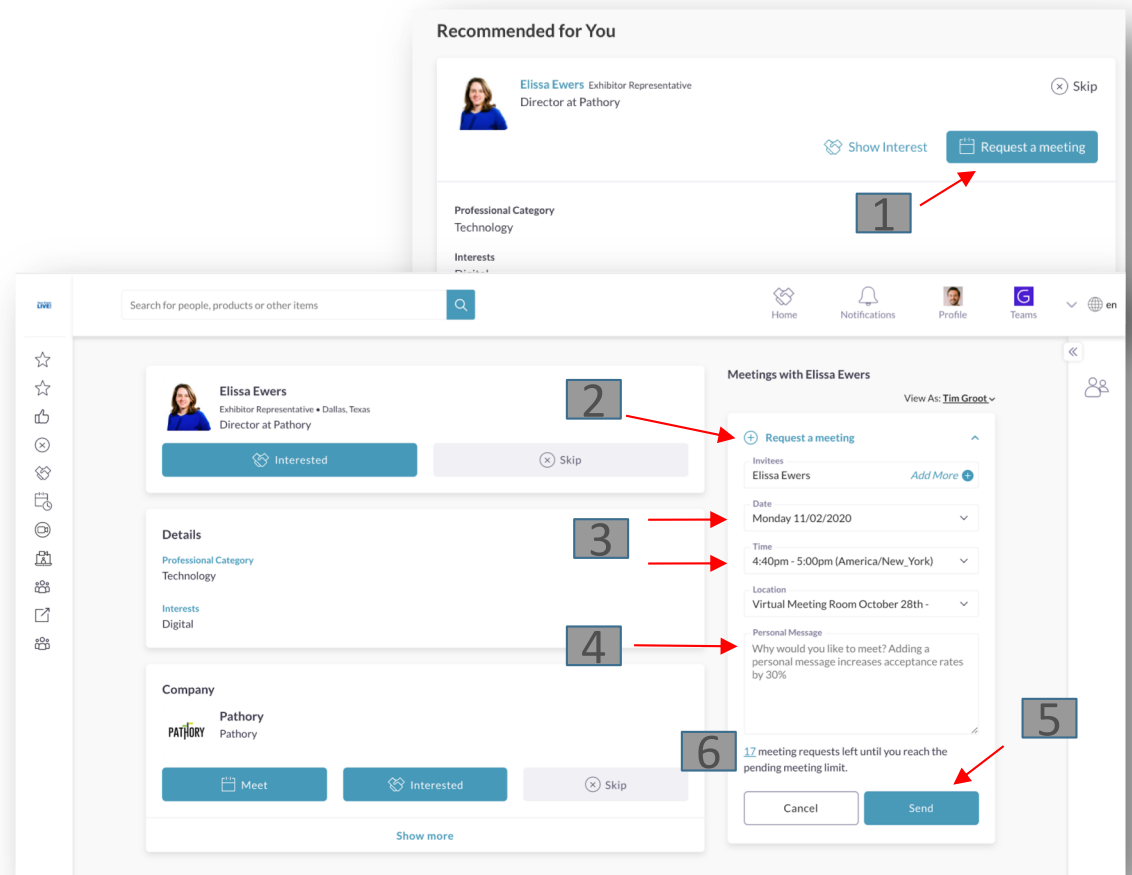 Recommended for You
Elissa Ewers Exhibitor Representative
Director at Pathory
Skip
Show Interest
Request a meeting
1
Professional Category
Technology
Interests
Digital
LIVE!
Search for people, products or other items
Home
Notifications
Profile
G
Teams
en
Elissa Ewers
Exhibitor Representative • Dallas, Texas
Director at Pathory
Interested
Skip
2
Details
Professional Category
Technology
Interests
Digital
3
4
Company
PATHORY
Pathory
Pathory
Meet
Interested
Skip
Show more
Meetings with Elissa Ewers
View As: Tim Groot
Request a meeting
Invitees
Elissa Ewers
Add More
Date
Monday 11/02/2020
Time
4:40pm - 5:00pm (America/New_York)
Location
Virtual Meeting Room October 28th -
Personal Message
Why would you like to meet? Adding a
personal message increases acceptance rates
by 30%
5
6
17 meeting requests left until you reach the
pending meeting limit.
Cancel
Send